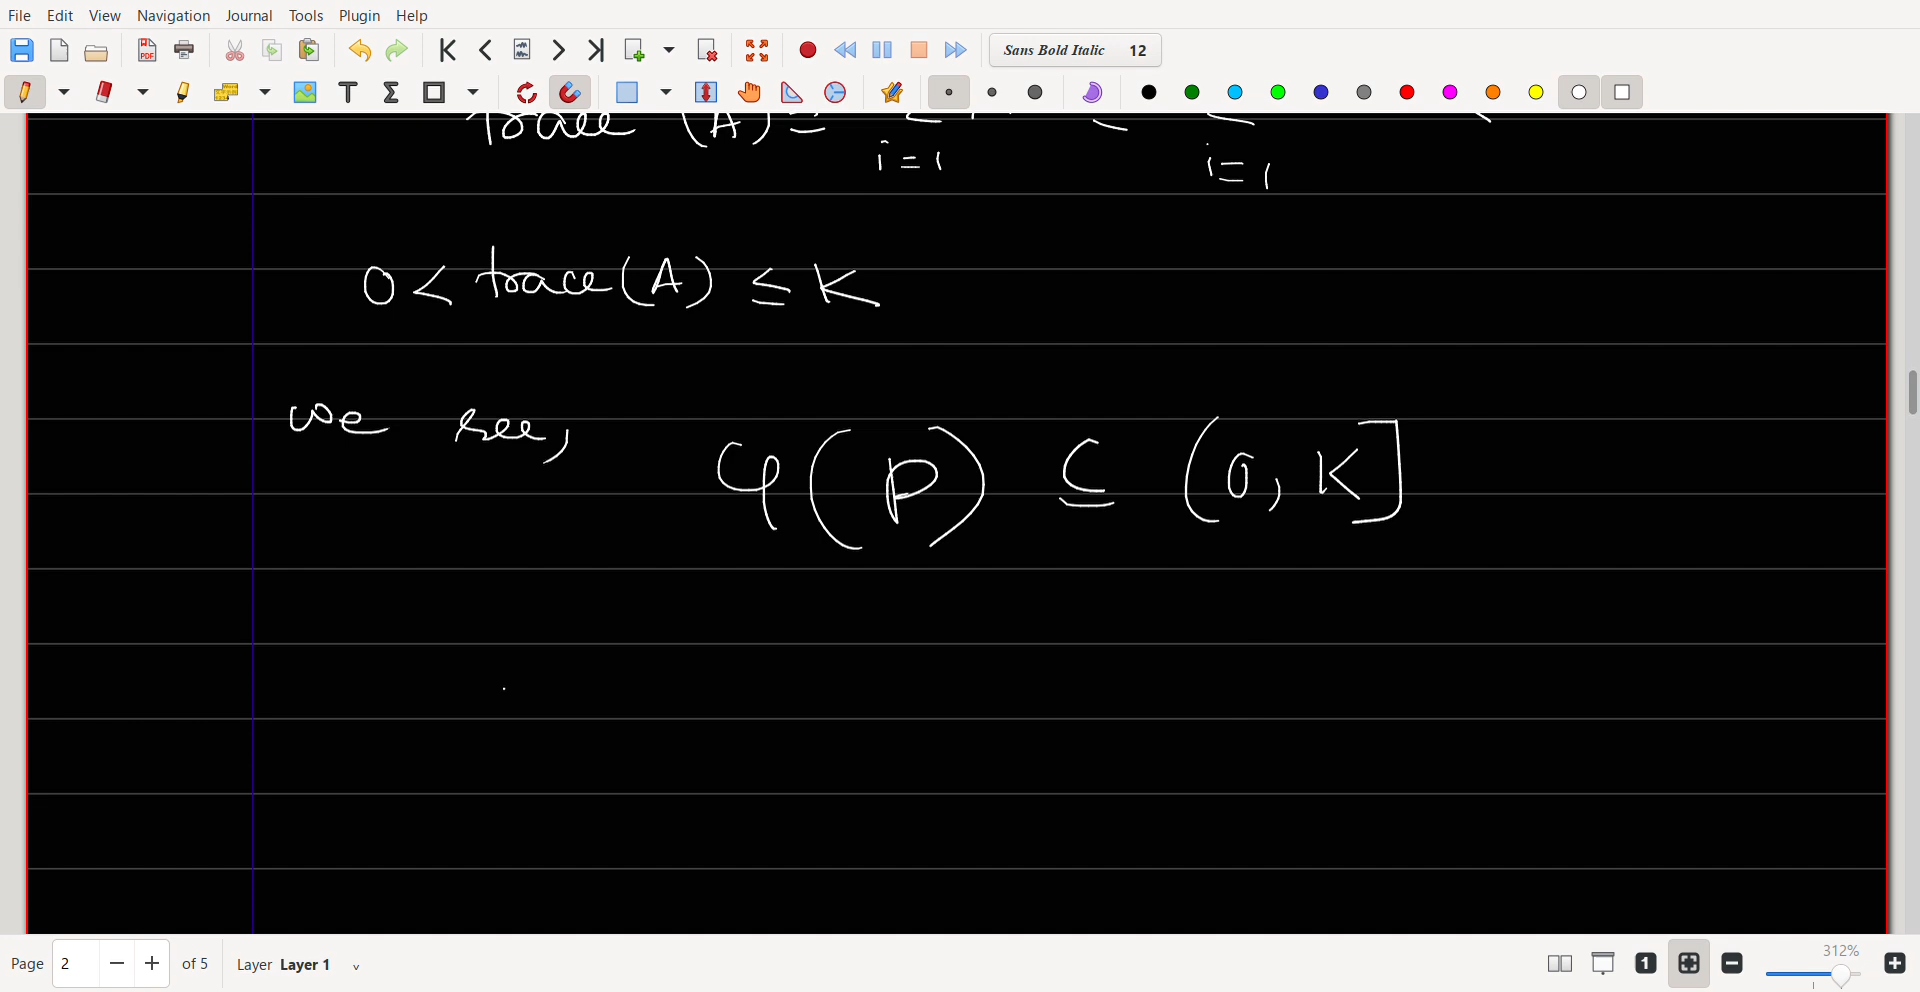 File Edit View Navigation Journal Tools Plugin Help
Sans Bold Italic 12
trace (A) =
i = 1
i = 1
0 < trace(A) ≤ K
we see, φ(P) ⊆ (0, K]
Page 2 of 5 Layer Layer 1 312%